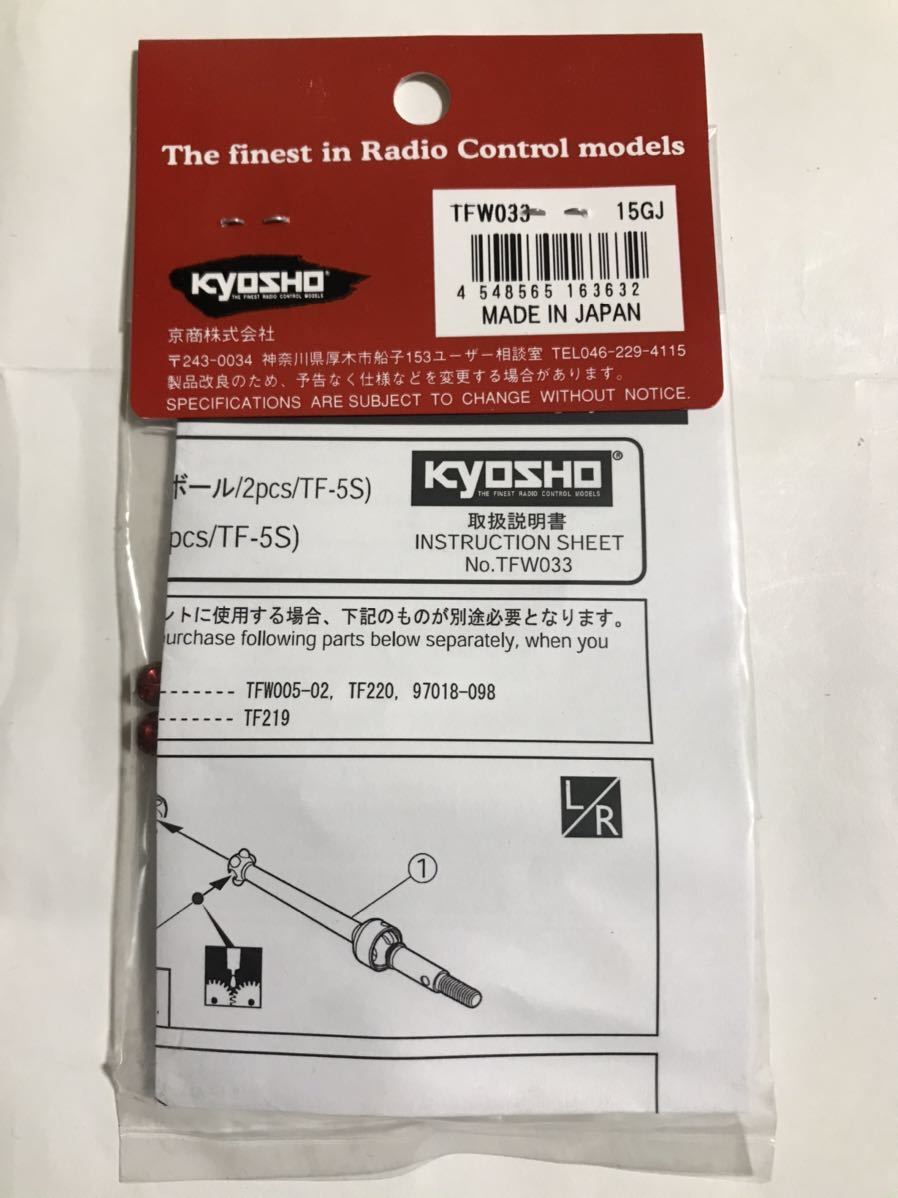 The finest in Radio Control models
TFW033 15GJ
4 548565 163632
MADE IN JAPAN
KYOSHO®
THE FINEST RADIO CONTROL MODELS
京商株式会社
〒243-0034 神奈川県厚木市船子153ユーザー相談室 TEL046-229-4115
製品改良のため、予告なく仕様などを変更する場合があります。
SPECIFICATIONS ARE SUBJECT TO CHANGE WITHOUT NOTICE.
KYOSHO®
THE FINEST RADIO CONTROL MODELS
ボール/2pcs/TF-5S)
pcs/TF-5S)
取扱説明書
INSTRUCTION SHEET
No.TFW033
ットに使用する場合、下記のものが別途必要となります。
urchase following parts below separately, when you
------- TFW005-02, TF220, 97018-098
------- TF219
L/R
①